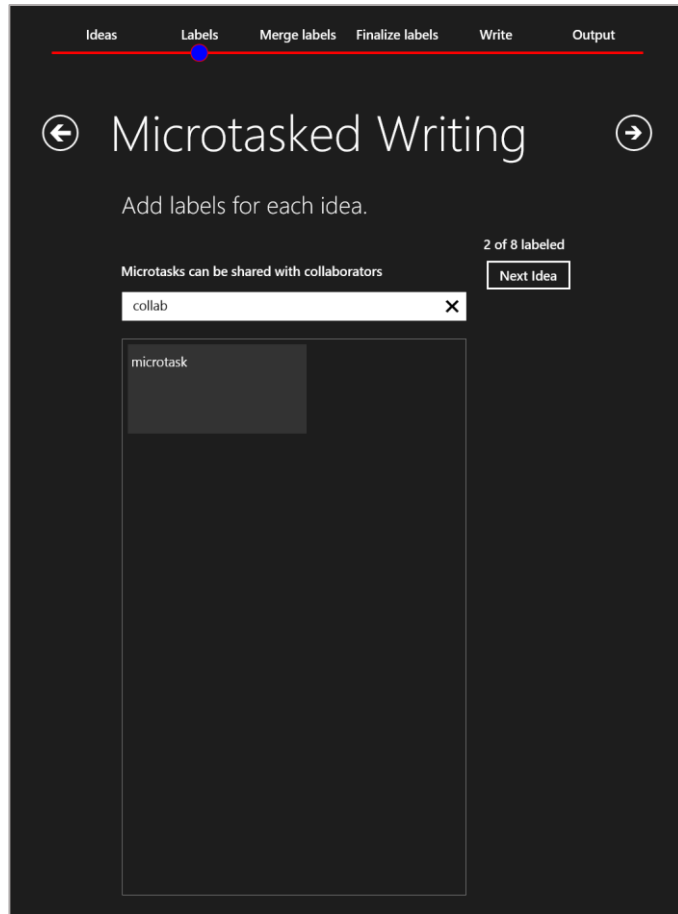 Ideas Labels Merge labels Finalize labels Write Output
Microtasked Writing
Add labels for each idea.
2 of 8 labeled
Microtasks can be shared with collaborators
Next Idea
collab
microtask